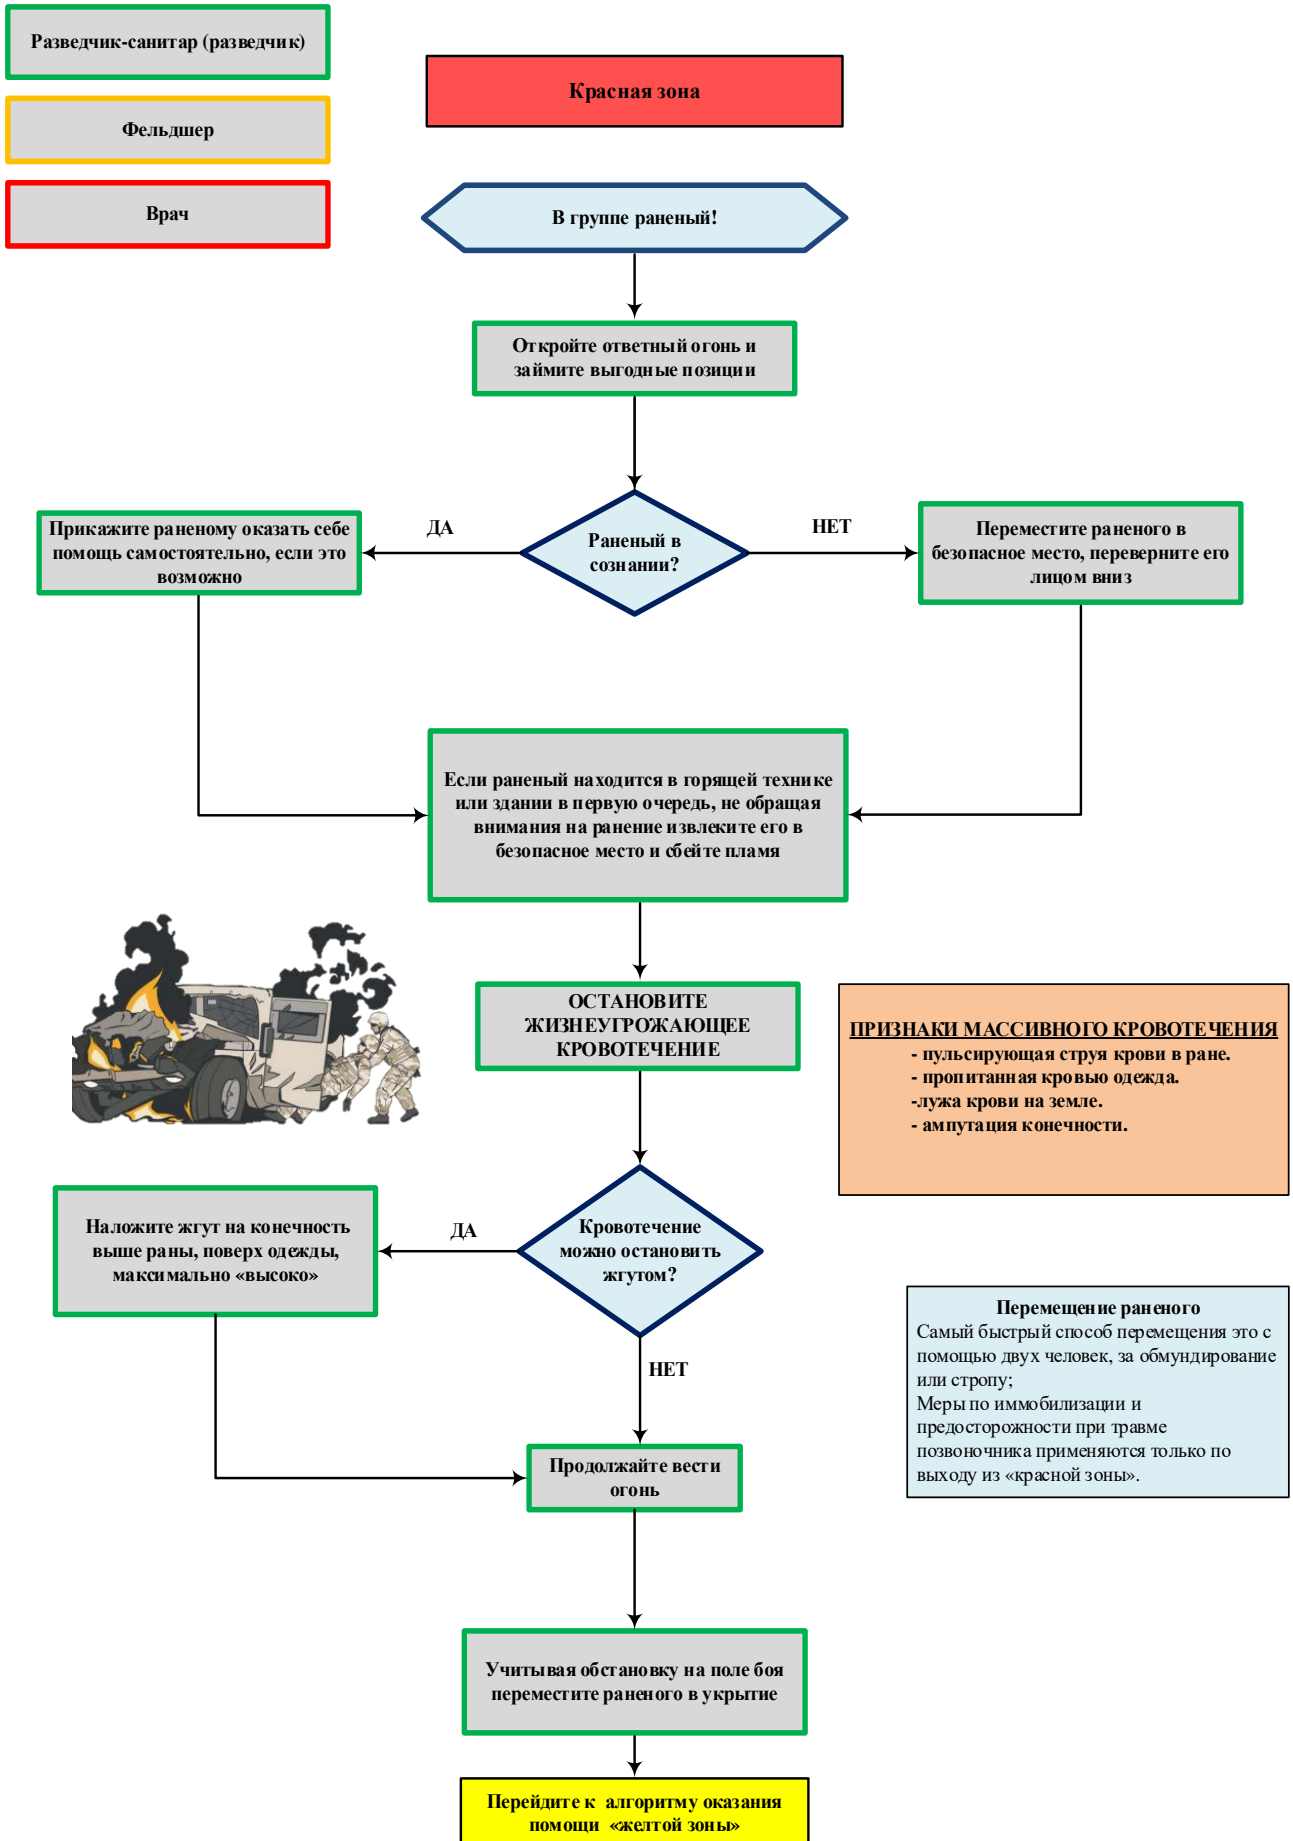 Разведчик-санитар (разведчик)
Фельдшер
Врач
Красная зона
В группе раненый!
Откройте ответный огонь и
займите выгодные позиции
Раненый в
сознании?
ДА
НЕТ
Прикажите раненому оказать себе
помощь самостоятельно, если это
возможно
Переместите раненого в
безопасное место, переверните его
лицом вниз
Если раненый находится в горящей технике
или здании в первую очередь, не обращая
внимания на ранение извлеките его в
безопасное место и сбейте пламя
ОСТАНОВИТЕ
ЖИЗНЕУГРОЖАЮЩЕЕ
КРОВОТЕЧЕНИЕ
ПРИЗНАКИ МАССИВНОГО КРОВОТЕЧЕНИЯ
- пульсирующая струя крови в ране.
- пропитанная кровью одежда.
-лужа крови на земле.
- ампутация конечности.
Кровотечение
можно остановить
жгутом?
ДА
НЕТ
Наложите жгут на конечность
выше раны, поверх одежды,
максимально «высоко»
Перемещение раненого
Самый быстрый способ перемещения это с
помощью двух человек, за обмундирование
или стропу;
Меры по иммобилизации и
предосторожности при травме
позвоночника применяются только по
выходу из «красной зоны».
Продолжайте вести
огонь
Учитывая обстановку на поле боя
переместите раненого в укрытие
Перейдите к алгоритму оказания
помощи «желтой зоны»